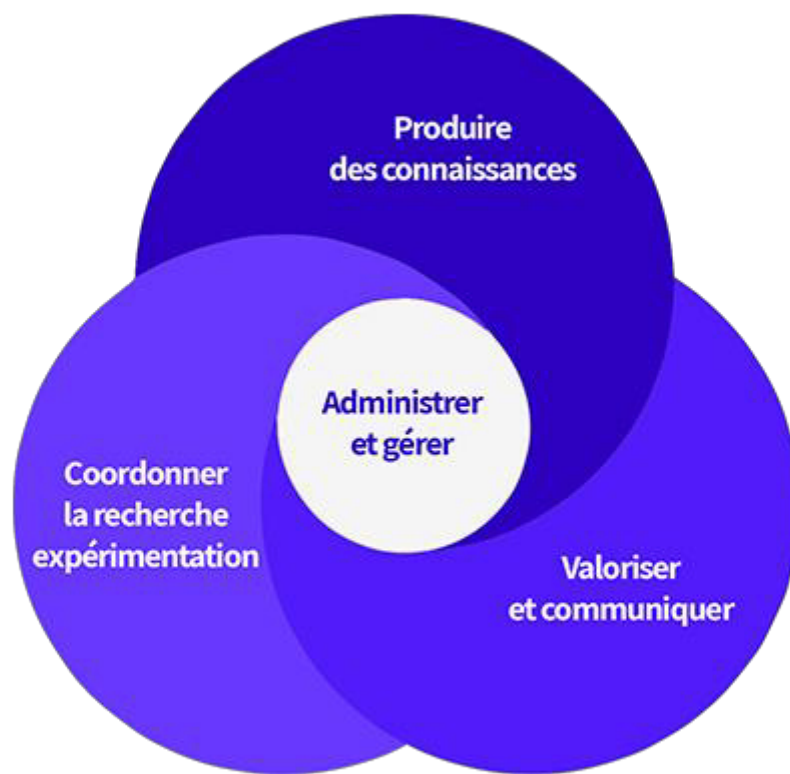 Produire
des connaissances
Administrer
et gérer
Coordonner
la recherche
expérimentation
Valoriser
et communiquer